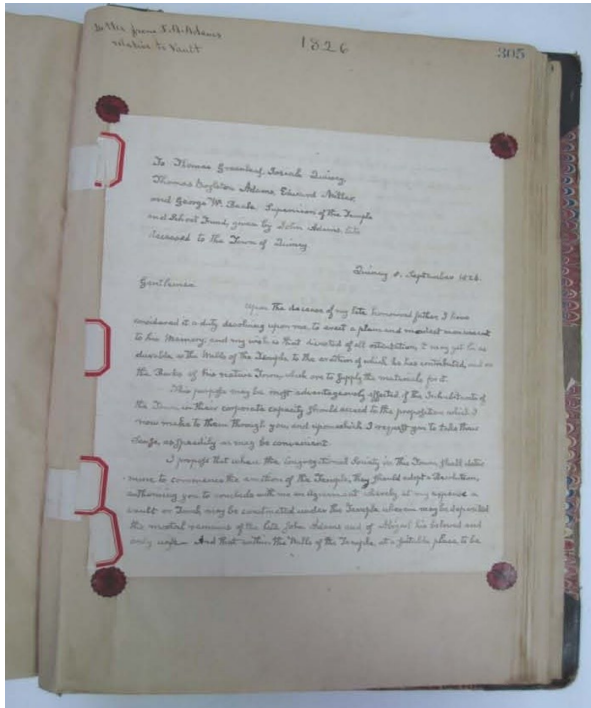 Letter from J.Q. Adams
relative to Vault
1826
305
To Thomas Greenleaf, Josiah Quincy,
Thomas Boylston Adams, Edward Miller,
and George W. Beale Supervisors of the Temple
and School Fund, given by John Adams, late
deceased to the Town of Quincy
Quincy 8. September 1826.
Gentlemen
Upon the decease of my late honoured father, I have
considered it a duty devolving upon me, to erect a plain and modest monument
to his Memory; and my wish is that divested of all ostentation, it may yet be as
durable as the Walls of the Temple to the erection of which he has contributed, and as
the Rocks of his native Town, which are to supply the materials for it.
This purpose may be most advantageously effected if the Inhabitants of
the Town in their corporate capacity should accede to the proposition which I
now make to them through you and upon which I request you to take their
sense, as speedily as may be convenient.
I propose that when the Congregational Society in this Town shall deter-
mine to commence the erection of the Temple, they should adopt a Resolution,
authorizing you to conclude with me an Agreement whereby at my expense a
vault or Tomb may be constructed under the Temple wherein may be deposited
the mortal remains of the late John Adams and of Abigail his beloved and
only wife. And that within the Walls of the Temple, at a suitable place, to be